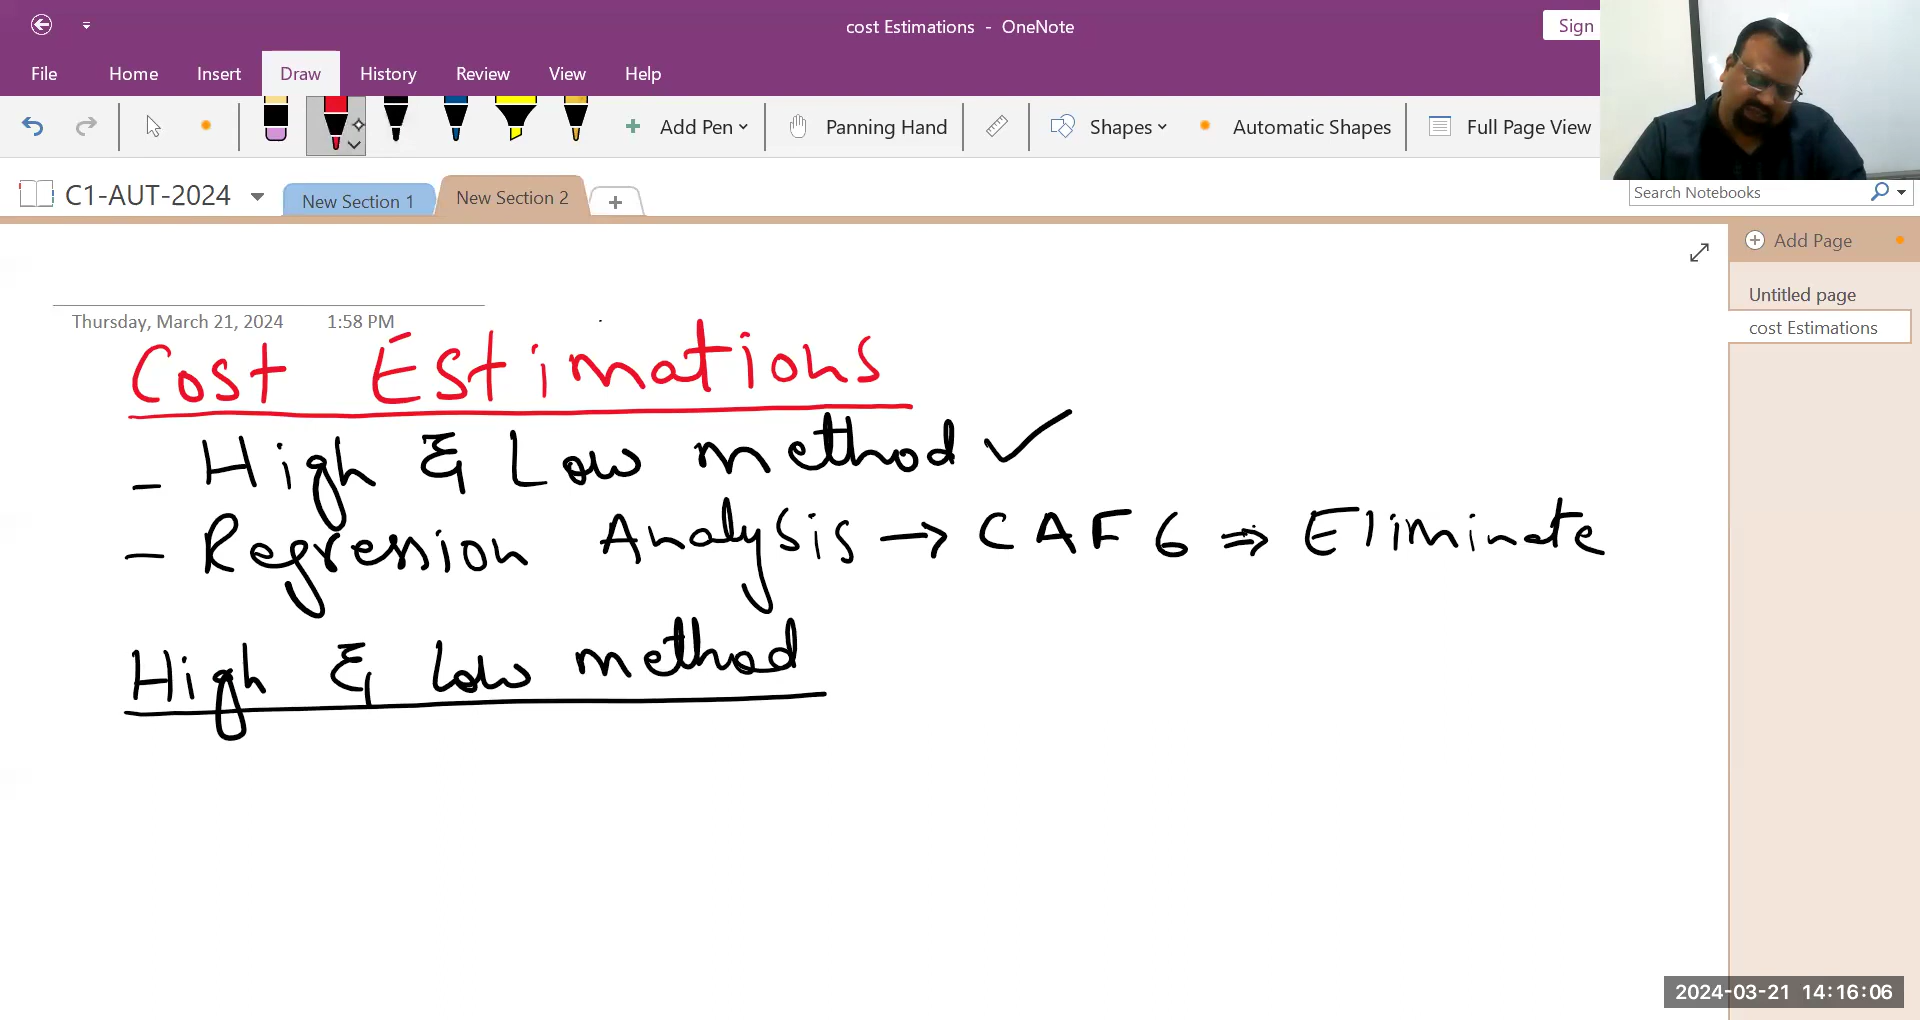 cost Estimations - OneNote
Sign
File Home Insert Draw History Review View Help
Add Pen Panning Hand Shapes Automatic Shapes Full Page View
C1-AUT-2024 New Section 1 New Section 2
Search Notebooks
Add Page
Untitled page
cost Estimations
Thursday, March 21, 2024 1:58 PM
Cost Estimations
- High & Low method ✓
- Regression Analysis → CAF 6 ⇒ Eliminate
High & Low method
2024-03-21 14:16:06